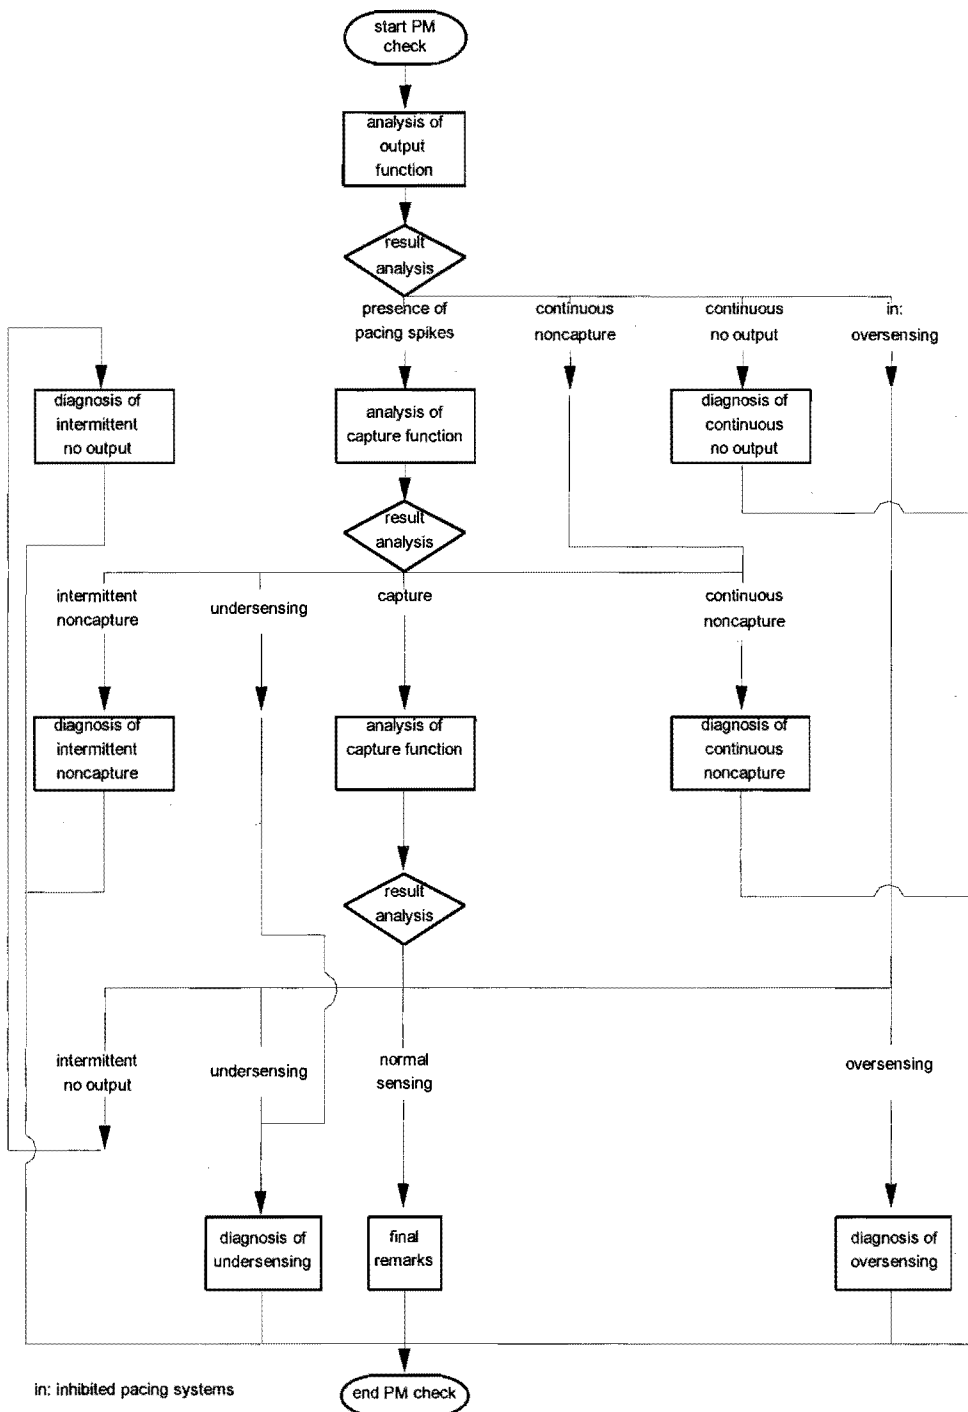 start PM
check
analysis of
output
function
result
analysis
presence of
pacing spikes
continuous
noncapture
continuous
no output
in:
oversensing
diagnosis of
intermittent
no output
analysis of
capture function
diagnosis of
continuous
no output
result
analysis
intermittent
noncapture
undersensing
capture
continuous
noncapture
diagnosis of
intermittent
noncapture
analysis of
capture function
diagnosis of
continuous
noncapture
result
analysis
intermittent
no output
undersensing
normal
sensing
oversensing
diagnosis of
undersensing
final
remarks
diagnosis of
oversensing
in: inhibited pacing systems
end PM check